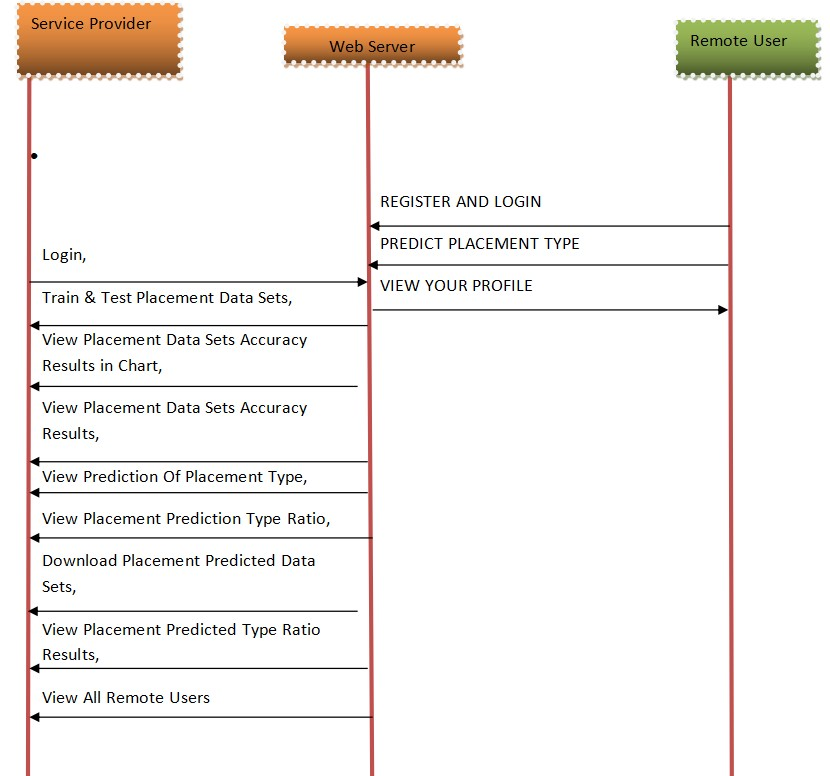 Service Provider
Web Server
Remote User
REGISTER AND LOGIN
PREDICT PLACEMENT TYPE
VIEW YOUR PROFILE
Login,
Train & Test Placement Data Sets,
View Placement Data Sets Accuracy
Results in Chart,
View Placement Data Sets Accuracy
Results,
View Prediction Of Placement Type,
View Placement Prediction Type Ratio,
Download Placement Predicted Data
Sets,
View Placement Predicted Type Ratio
Results,
View All Remote Users